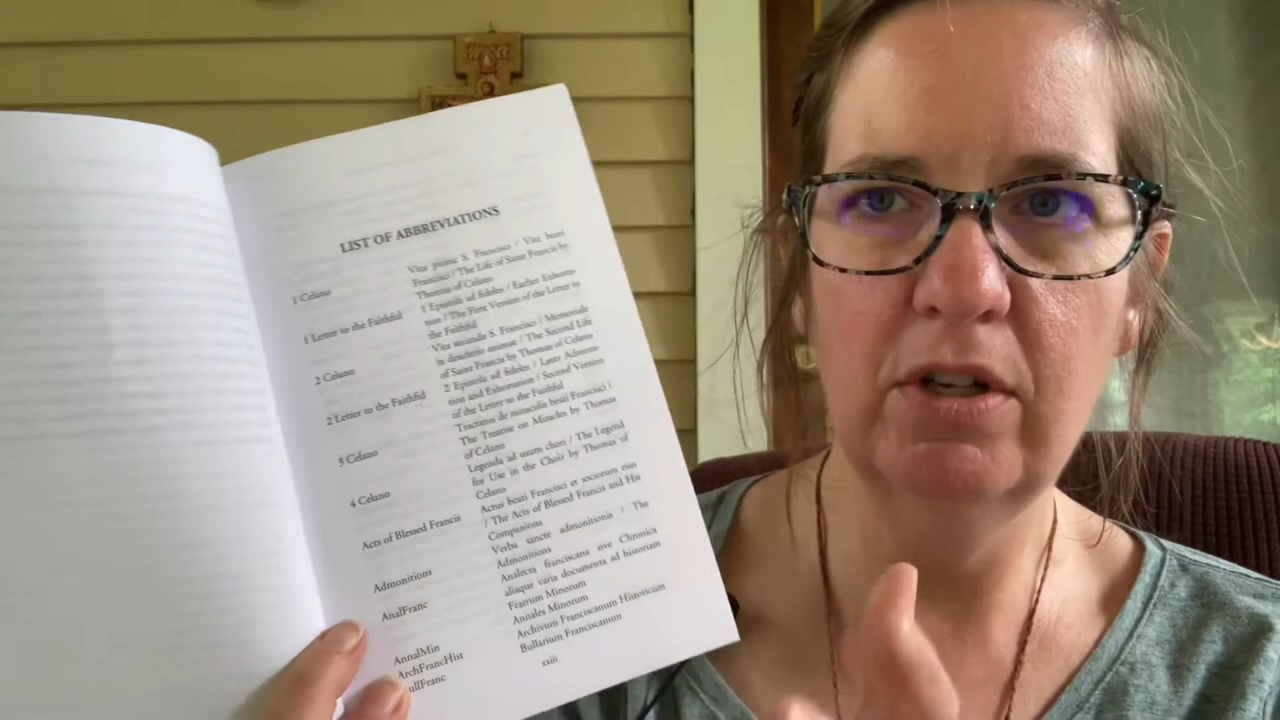 LIST OF ABBREVIATIONS
1 Celano Vita prima S. Francisci / Vita beati
Francisci / The Life of Saint Francis by
Thomas of Celano
1 Letter to the Faithful 1 Epistola ad fideles / Earlier Exhorta-
tion / The First Version of the Letter to
the Faithful
2 Celano Vita secunda S. Francisci / Memoriale
in desiderio animae / The Second Life
of Saint Francis by Thomas of Celano
2 Letter to the Faithful 2 Epistola ad fideles / Later Admoni-
tion and Exhortation / Second Version
of the Letter to the Faithful
3 Celano Tractatus de miraculis beati Francisci /
The Treatise on Miracles by Thomas
of Celano
4 Celano Legenda ad usum chori / The Legend
for Use in the Choir by Thomas of
Celano
Acts of Blessed Francis Actus beati Francisci et sociorum eius
/ The Acts of Blessed Francis and His
Companions
Admonitions Verba sancte admonitionis / The
Admonitions
AnalFranc Analecta franciscana sive Chronica
aliaque varia documenta ad historiam
Fratrum Minorum
AnnalMin Annales Minorum
ArchFrancHist Archivum Franciscanum Historicum
ullFranc Bullarium Franciscanum
xxiii